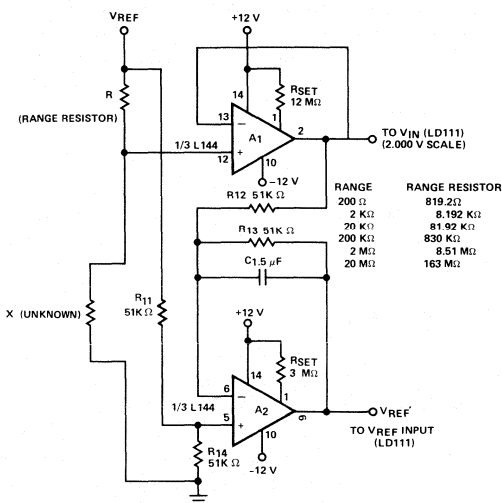 VREF
+12 V
R
(RANGE RESISTOR)
14
RSET
12 MΩ
13
1
2
A1
1/3 L144
12
10
-12 V
TO VIN (LD111)
(2.000 V SCALE)
R12 51K Ω
RANGE RANGE RESISTOR
200 Ω 819.2Ω
2 KΩ 8.192 KΩ
20 KΩ 81.92 KΩ
200 KΩ 830 KΩ
2 MΩ 8.51 MΩ
20 MΩ 163 MΩ
R13 51K Ω
C1.5 µF
X (UNKNOWN)
R11
51K Ω
+12 V
14
RSET
3 MΩ
6
1
A2
1/3 L144
5
9
10
-12 V
VREF'
TO VREF INPUT
(LD111)
R14
51K Ω